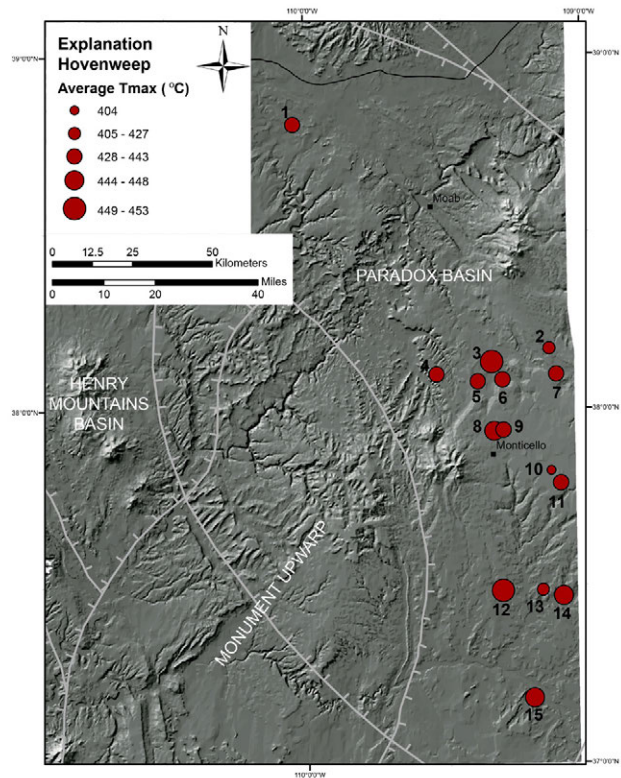 110°0'0"W
109°0'0"W
Explanation
Hovenweep
Average Tmax (°C)
404
405 - 427
428 - 443
444 - 448
449 - 453
N
39°0'0"N
39°0'0"N
1
Moab
0 12.5 25 50
Kilometers
Miles
0 10 20 40
PARADOX BASIN
2
3
4
5
6
7
HENRY
MOUNTAINS
BASIN
38°0'0"N
38°0'0"N
8
9
Monticello
10
11
MONUMENT UPWARP
12
13
14
15
37°0'0"N
110°0'0"W